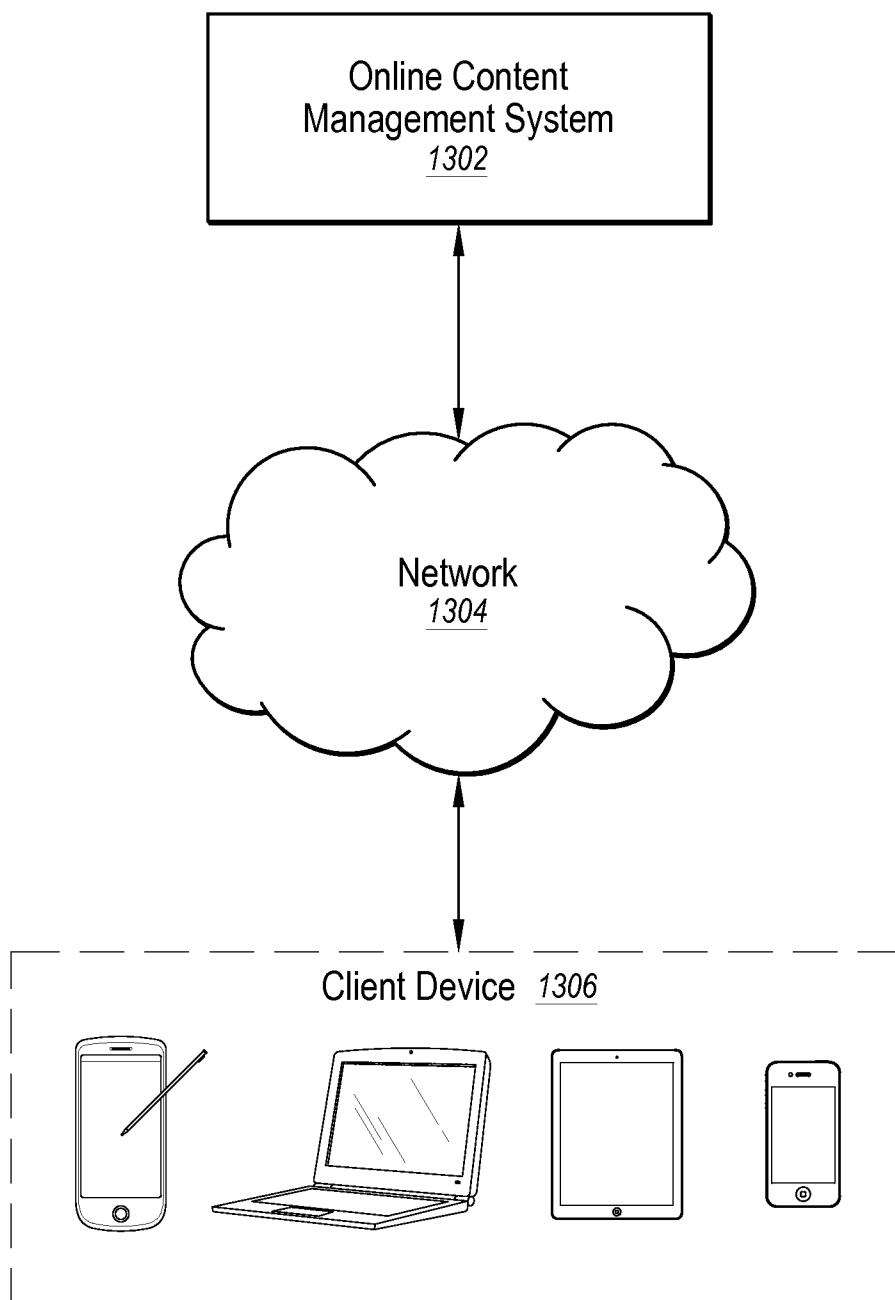 Online Content
Management System
1302
Network
1304
Client Device 1306